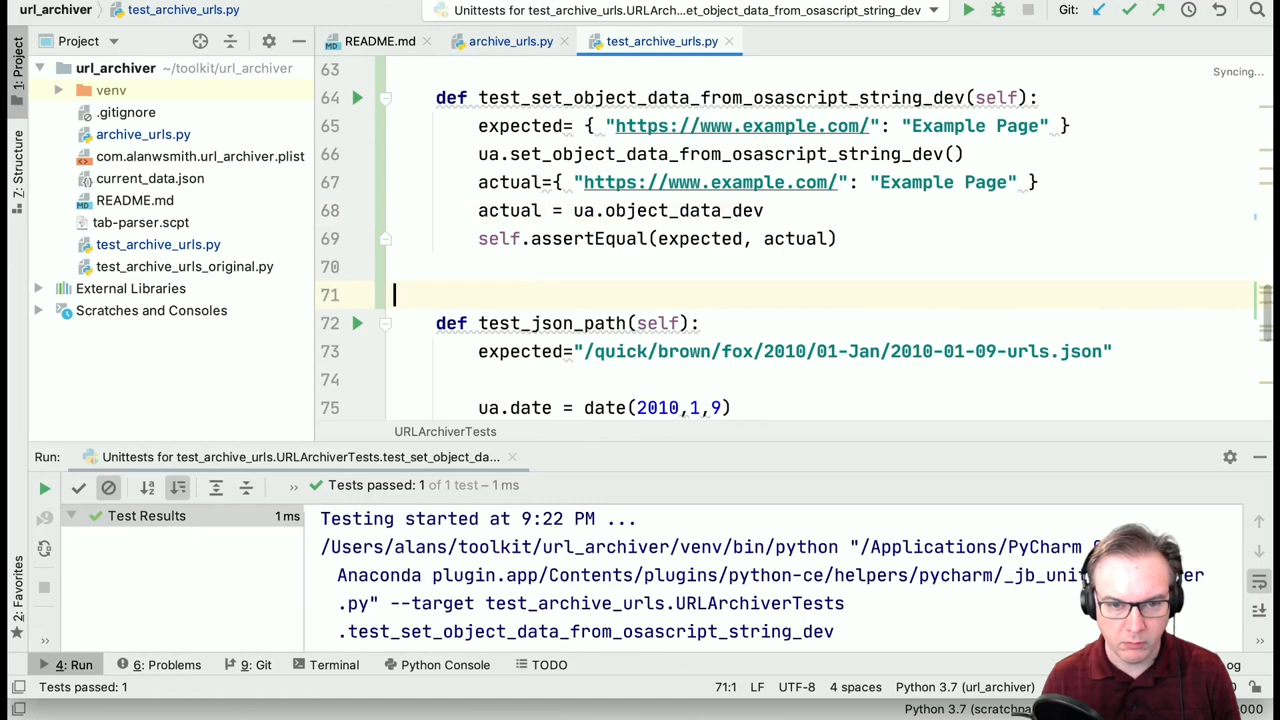 url_archiver
test_archive_urls.py
Unittests for test_archive_urls.URLArch...et_object_data_from_osascript_string_dev
Git:
Project
README.md
archive_urls.py
test_archive_urls.py
1: Project
7: Structure
2: Favorites
url_archiver ~/toolkit/url_archiver
venv
.gitignore
archive_urls.py
com.alanwsmith.url_archiver.plist
current_data.json
README.md
tab-parser.scpt
test_archive_urls.py
test_archive_urls_original.py
External Libraries
Scratches and Consoles
Syncing...
63
64 def test_set_object_data_from_osascript_string_dev(self):
65 expected= { "https://www.example.com/": "Example Page" }
66 ua.set_object_data_from_osascript_string_dev()
67 actual={ "https://www.example.com/": "Example Page" }
68 actual = ua.object_data_dev
69 self.assertEqual(expected, actual)
70
71
72 def test_json_path(self):
73 expected="/quick/brown/fox/2010/01-Jan/2010-01-09-urls.json"
74
75 ua.date = date(2010,1,9)
URLArchiverTests
Run:
Unittests for test_archive_urls.URLArchiverTests.test_set_object_da...
Tests passed: 1 of 1 test – 1 ms
Test Results 1 ms
Testing started at 9:22 PM ...
/Users/alans/toolkit/url_archiver/venv/bin/python "/Applications/PyCharm
Anaconda plugin.app/Contents/plugins/python-ce/helpers/pycharm/_jb_un
.py" --target test_archive_urls.URLArchiverTests
.test_set_object_data_from_osascript_string_dev
4: Run
6: Problems
9: Git
Terminal
Python Console
TODO
Tests passed: 1
71:1 LF UTF-8 4 spaces Python 3.7 (url_archiver)